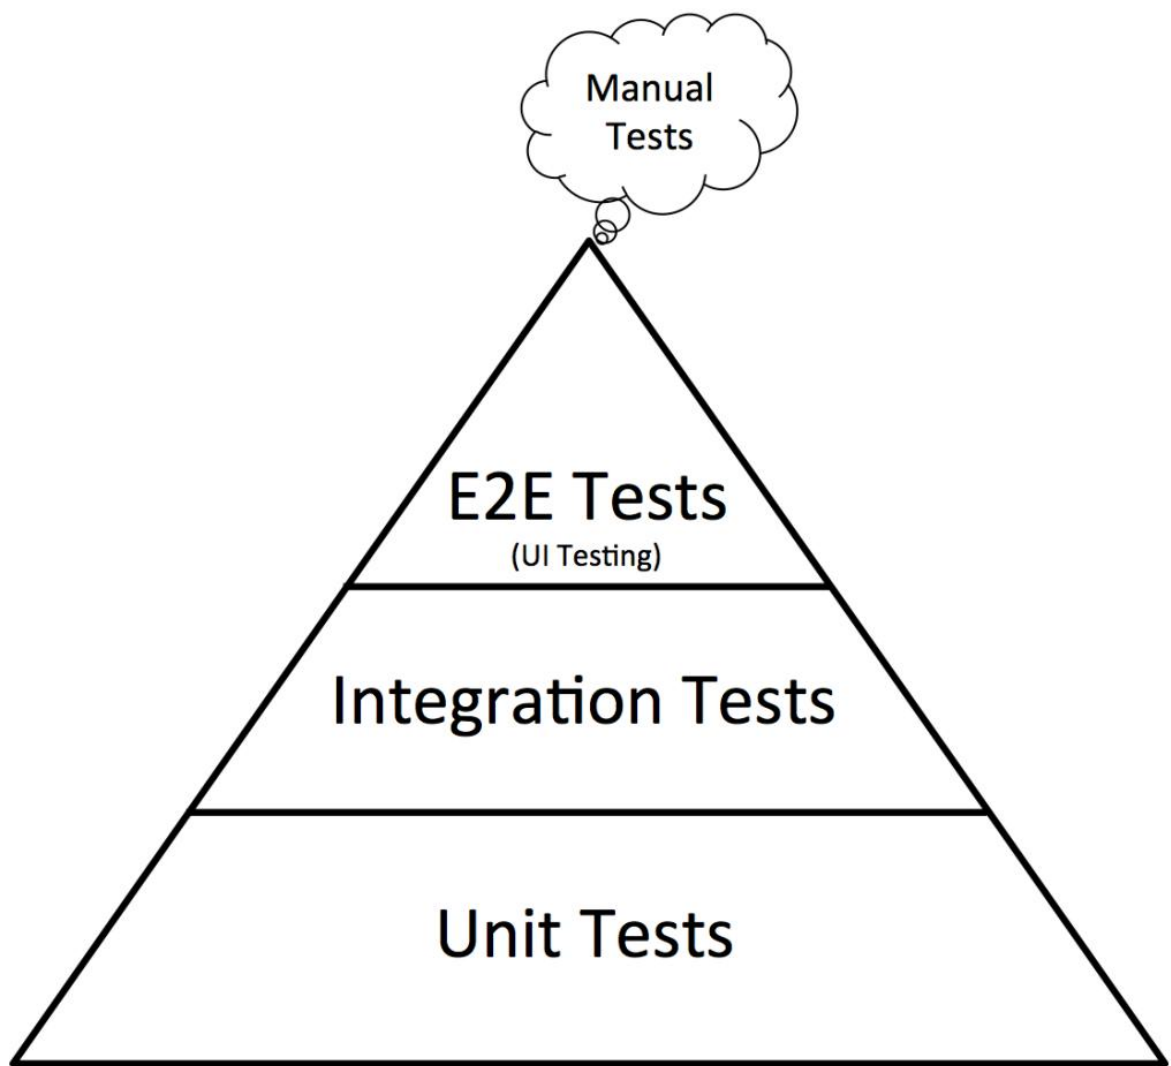 Manual
Tests
E2E Tests
(UI Testing)
Integration Tests
Unit Tests